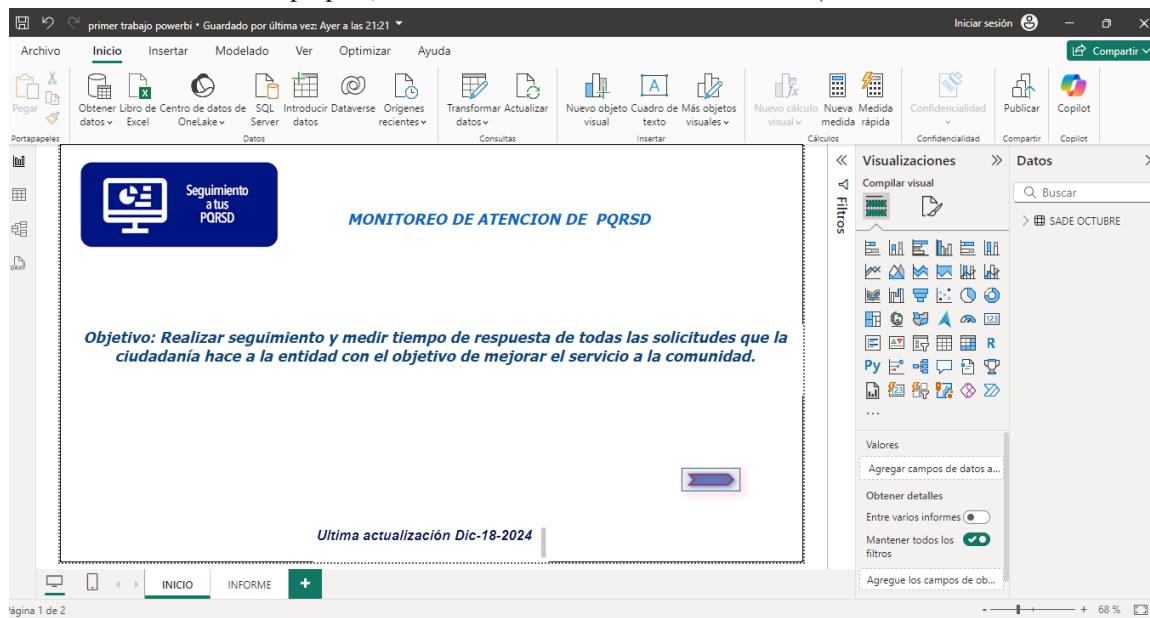 primer trabajo powerbi • Guardado por última vez: Ayer a las 21:21
Iniciar sesión
Archivo Inicio Insertar Modelado Ver Optimizar Ayuda
Compartir
Pegar
Obtener datos
Libro de Excel
Centro de datos de OneLake
SQL Server
Introducir datos
Dataverse
Orígenes recientes
Transformar datos
Actualizar
Nuevo objeto visual
Cuadro de texto
Más objetos visuales
Nuevo cálculo visual
Nueva medida
Medida rápida
Confidencialidad
Publicar
Copilot
Portapapeles Datos Consultas Insertar Cálculos Confidencialidad Compartir Copilot
Seguimiento
a tus
PQRSD
MONITOREO DE ATENCION DE PQRSD
Objetivo: Realizar seguimiento y medir tiempo de respuesta de todas las solicitudes que la
ciudadanía hace a la entidad con el objetivo de mejorar el servicio a la comunidad.
Ultima actualización Dic-18-2024
Filtros
Visualizaciones
Compilar visual
123
R
Py
...
Valores
Agregar campos de datos a...
Obtener detalles
Entre varios informes
Mantener todos los
filtros
Agregue los campos de ob...
Datos
Buscar
SADE OCTUBRE
INICIO INFORME +
Página 1 de 2
- + 68 %